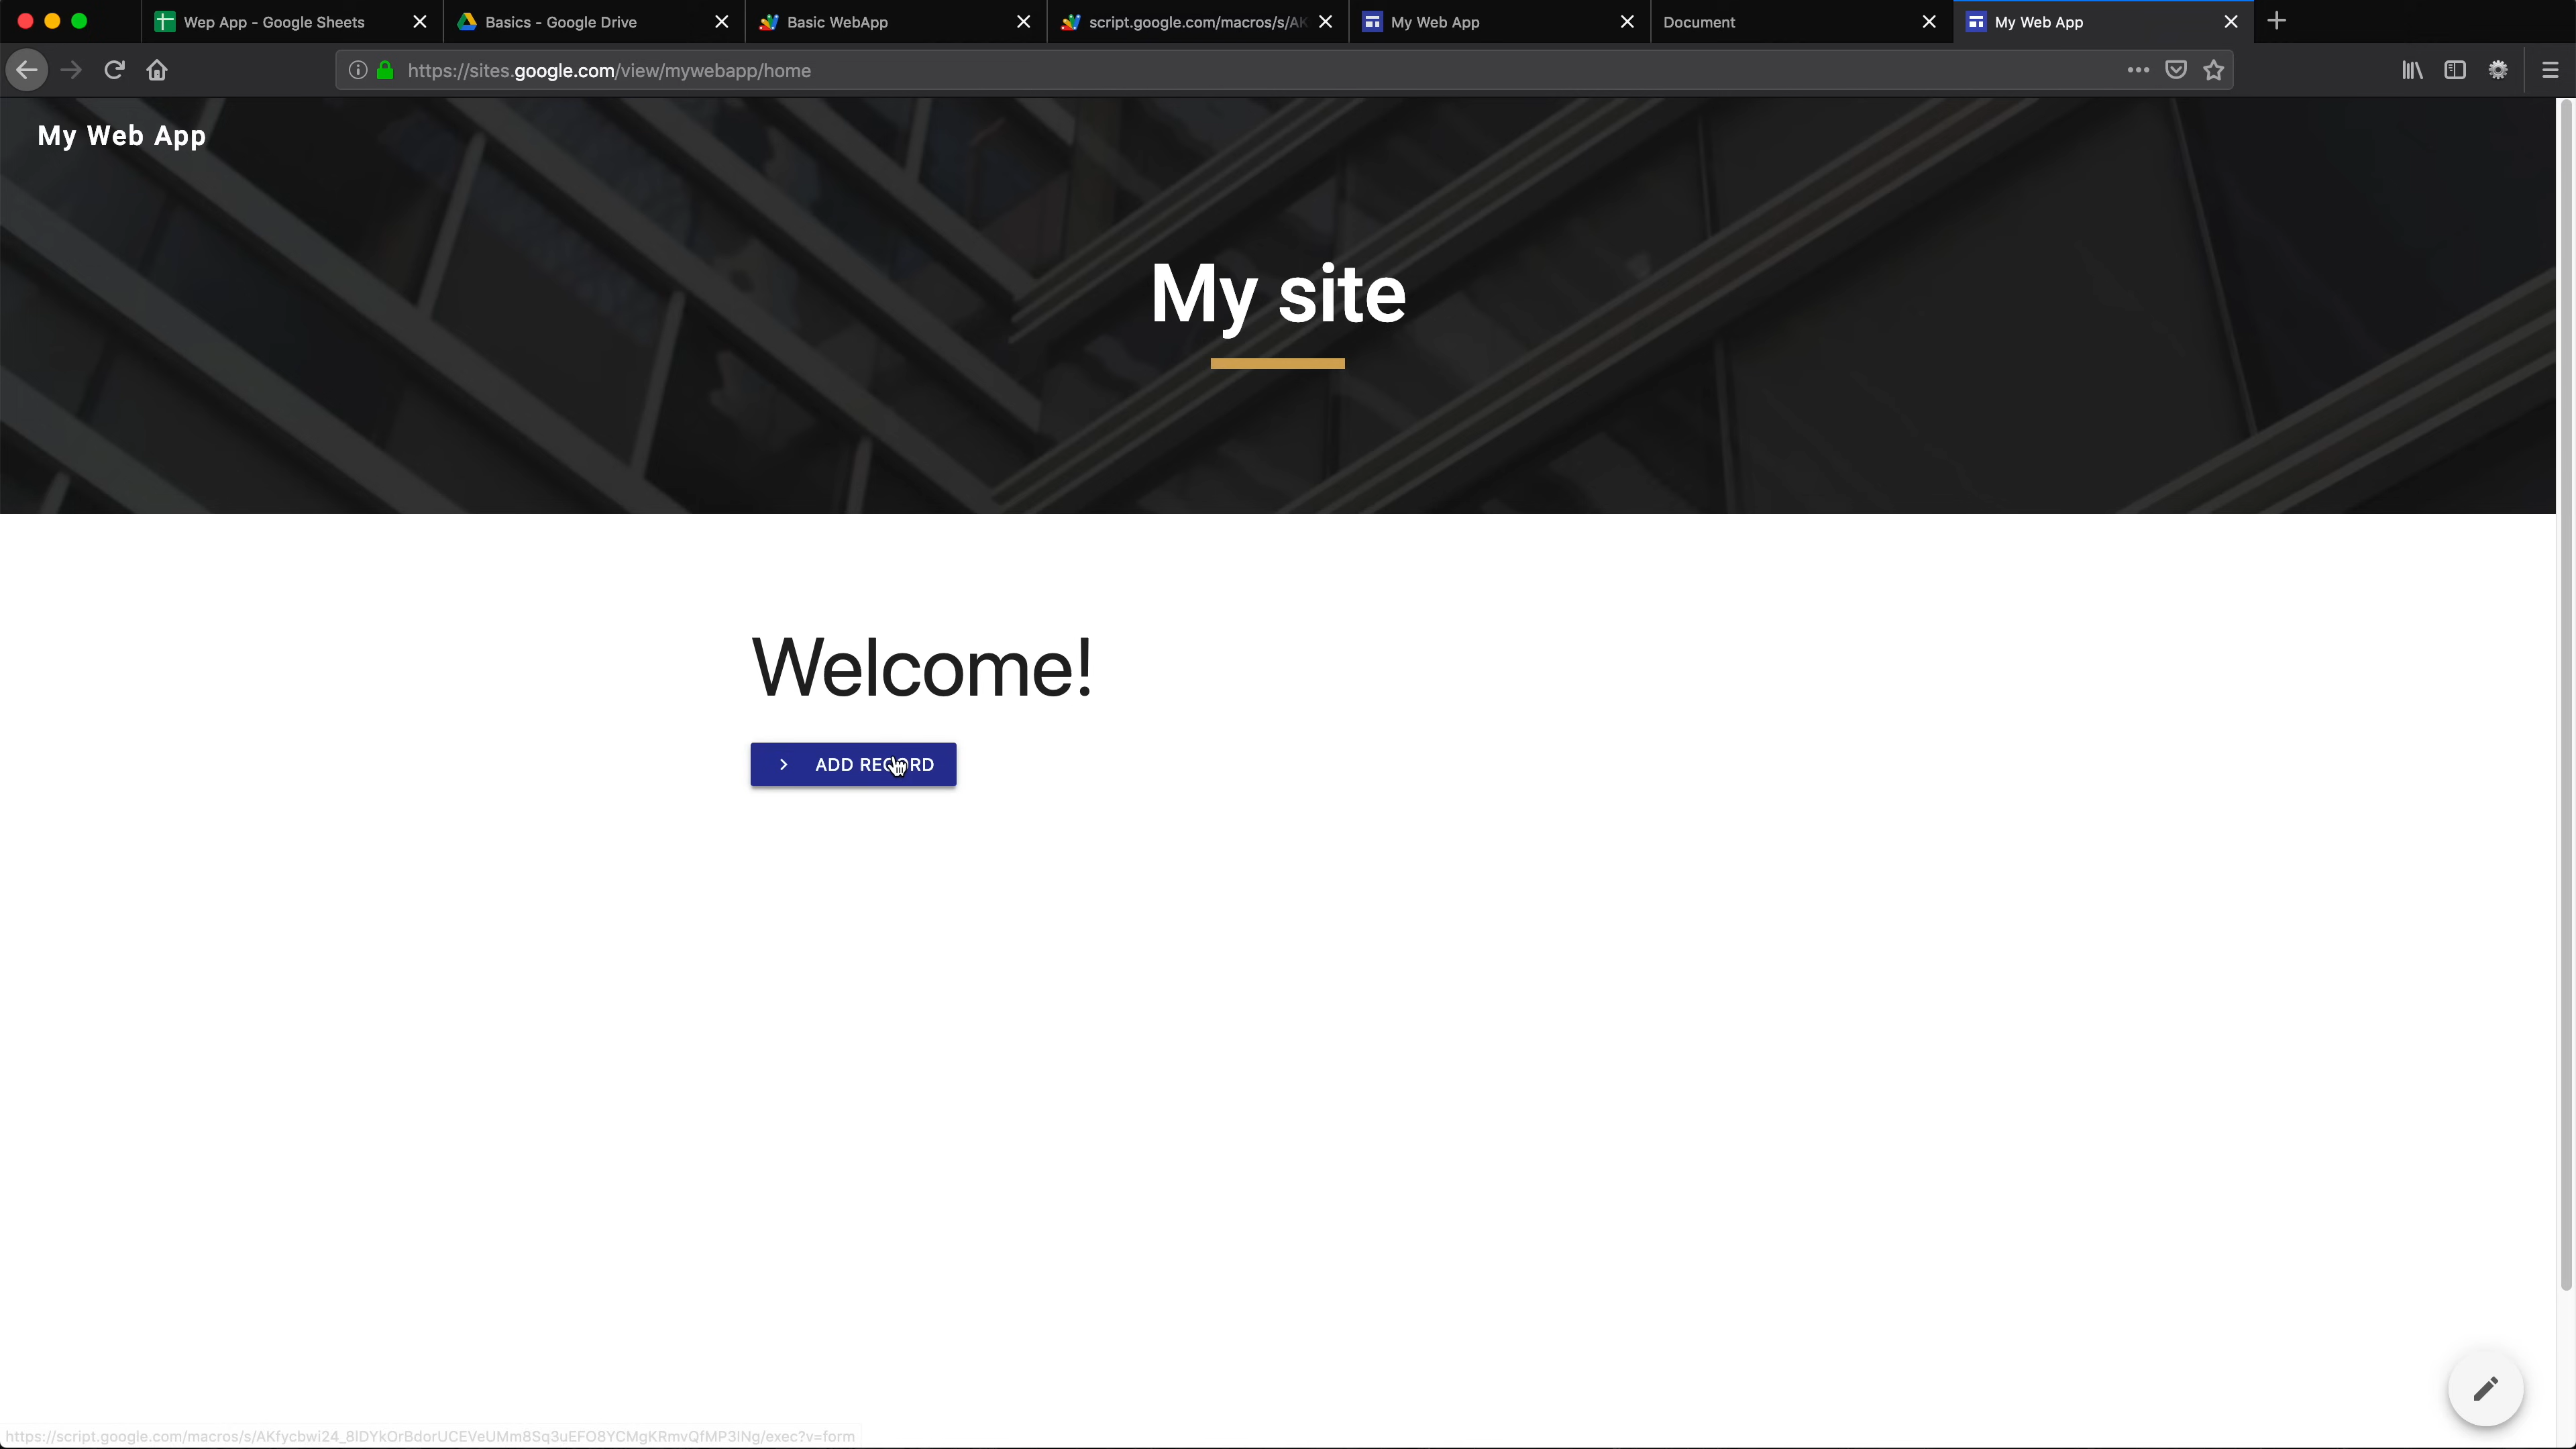 Wep App - Google Sheets
Basics - Google Drive
Basic WebApp
script.google.com/macros/s/AK
My Web App
Document
My Web App
https://sites.google.com/view/mywebapp/home
My Web App
My site
Welcome!
ADD RECORD
https://script.google.com/macros/s/AKfycbwi24_8IDYkOrBdorUCEVeUMm8Sq3uEFO8YCMgKRmvQfMP3INg/exec?v=form